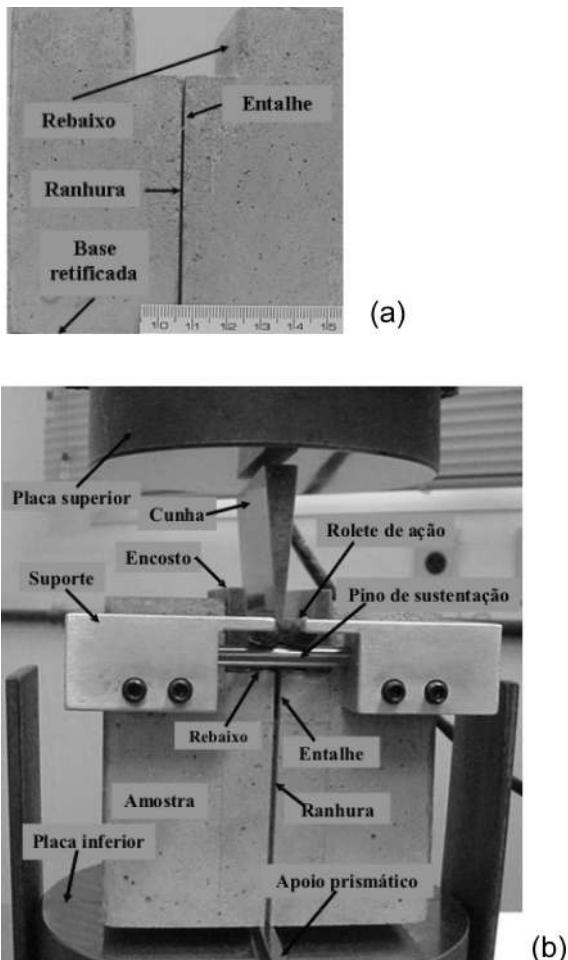 Rebaixo
Entalhe
Ranhura
Base
retificada
10 11 12 13 14 15
(a)
Placa superior
Cunha
Rolete de ação
Encosto
Suporte
Pino de sustentação
Rebaixo
Entalhe
Amostra
Ranhura
Placa inferior
Apoio prismático
(b)